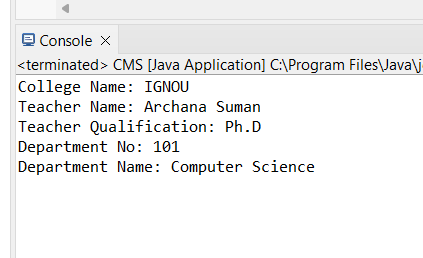 Console
<terminated> CMS [Java Application] C:\Program Files\Java\j
College Name: IGNOU
Teacher Name: Archana Suman
Teacher Qualification: Ph.D
Department No: 101
Department Name: Computer Science